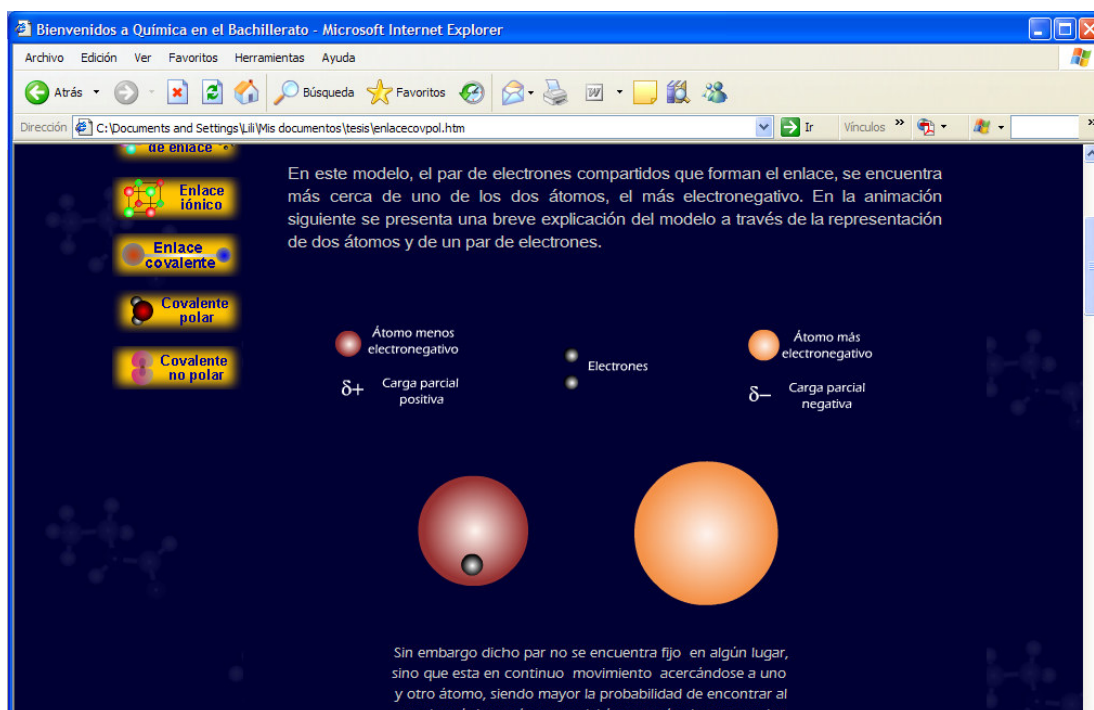 Bienvenidos a Química en el Bachillerato - Microsoft Internet Explorer
Archivo Edición Ver Favoritos Herramientas Ayuda
Atrás Búsqueda Favoritos
Dirección C:\Documents and Settings\Lili\Mis documentos\tesis\enlacecovpol.htm Ir Vínculos »
de enlace
Enlace
iónico
Enlace
covalente
Covalente
polar
Covalente
no polar
En este modelo, el par de electrones compartidos que forman el enlace, se encuentra
más cerca de uno de los dos átomos, el más electronegativo. En la animación
siguiente se presenta una breve explicación del modelo a través de la representación
de dos átomos y de un par de electrones.
Átomo menos
electronegativo
δ+ Carga parcial
positiva
Electrones
Átomo más
electronegativo
δ– Carga parcial
negativa
Sin embargo dicho par no se encuentra fijo en algún lugar,
sino que esta en continuo movimiento acercándose a uno
y otro átomo, siendo mayor la probabilidad de encontrar al